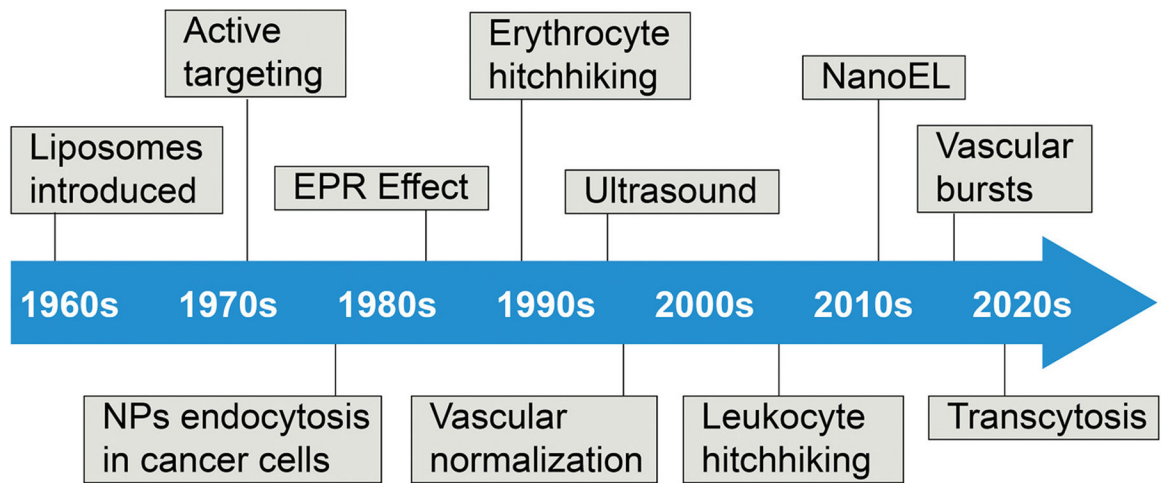 Active
targeting
Erythrocyte
hitchhiking
NanoEL
Liposomes
introduced
EPR Effect
Ultrasound
Vascular
bursts
1960s 1970s 1980s 1990s 2000s 2010s 2020s
NPs endocytosis
in cancer cells
Vascular
normalization
Leukocyte
hitchhiking
Transcytosis